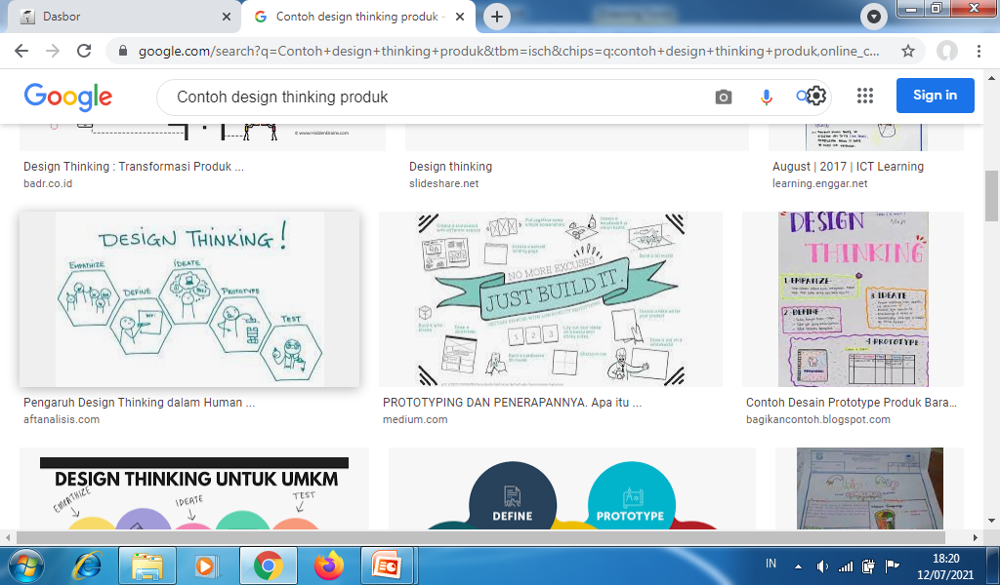 Dasbor
Contoh design thinking produk -
google.com/search?q=Contoh+design+thinking+produk&tbm=isch&chips=q:contoh+design+thinking+produk,online_c...
Google
Contoh design thinking produk
Sign in
Design Thinking : Transformasi Produk ...
badr.co.id
Design thinking
slideshare.net
August | 2017 | ICT Learning
learning.enggar.net
DESIGN THINKING!
EMPATHIZE
DEFINE
IDEATE
PROTOTYPE
TEST
NO MORE EXCUSES
JUST BUILD IT.
DESIGN
THINKING
1. EMPATIZE
2. DEFINE
3. IDEATE
4. PROTOTYPE
Pengaruh Design Thinking dalam Human ...
aftanalisis.com
PROTOTYPING DAN PENERAPANNYA. Apa itu ...
medium.com
Contoh Desain Prototype Produk Bara...
bagikancontoh.blogspot.com
DESIGN THINKING UNTUK UMKM
EMPATHIZE
IDEATE
TEST
DEFINE
PROTOTYPE
IN
18:20
12/07/2021